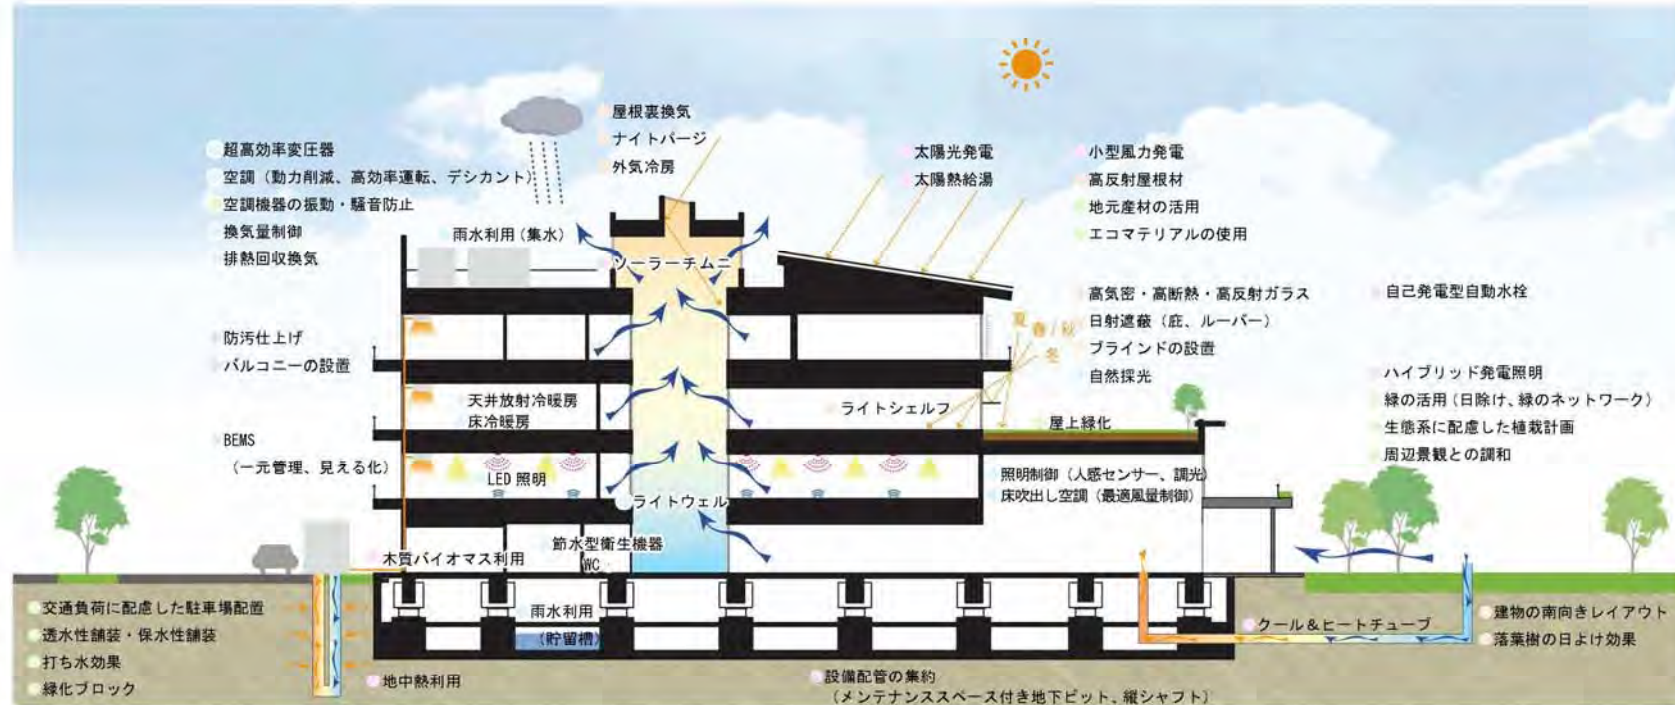 屋根裏換気
ナイトパージ
外気冷房
超高効率変圧器
空調（動力削減、高効率運転、デシカント）
空調機器の振動・騒音防止
換気量制御
排熱回収換気
太陽光発電
太陽熱給湯
小型風力発電
高反射屋根材
地元産材の活用
エコマテリアルの使用
雨水利用（集水）
ソーラーチムニ
高気密・高断熱・高反射ガラス
日射遮蔽（庇、ルーバー）
ブラインドの設置
自然採光
自己発電型自動水栓
夏
春/秋
冬
防汚仕上げ
バルコニーの設置
天井放射冷暖房
床冷暖房
ライトシェルフ
屋上緑化
ハイブリッド発電照明
緑の活用（日除け、緑のネットワーク）
生態系に配慮した植栽計画
周辺景観との調和
BEMS
（一元管理、見える化）
LED 照明
ライトウェル
照明制御（人感センサー、調光）
床吹出し空調（最適風量制御）
木質バイオマス利用
節水型衛生機器
WC
交通負荷に配慮した駐車場配置
透水性舗装・保水性舗装
打ち水効果
緑化ブロック
地中熱利用
雨水利用
（貯留槽）
設備配管の集約
（メンテナンススペース付き地下ピット、縦シャフト）
クール＆ヒートチューブ
建物の南向きレイアウト
落葉樹の日よけ効果